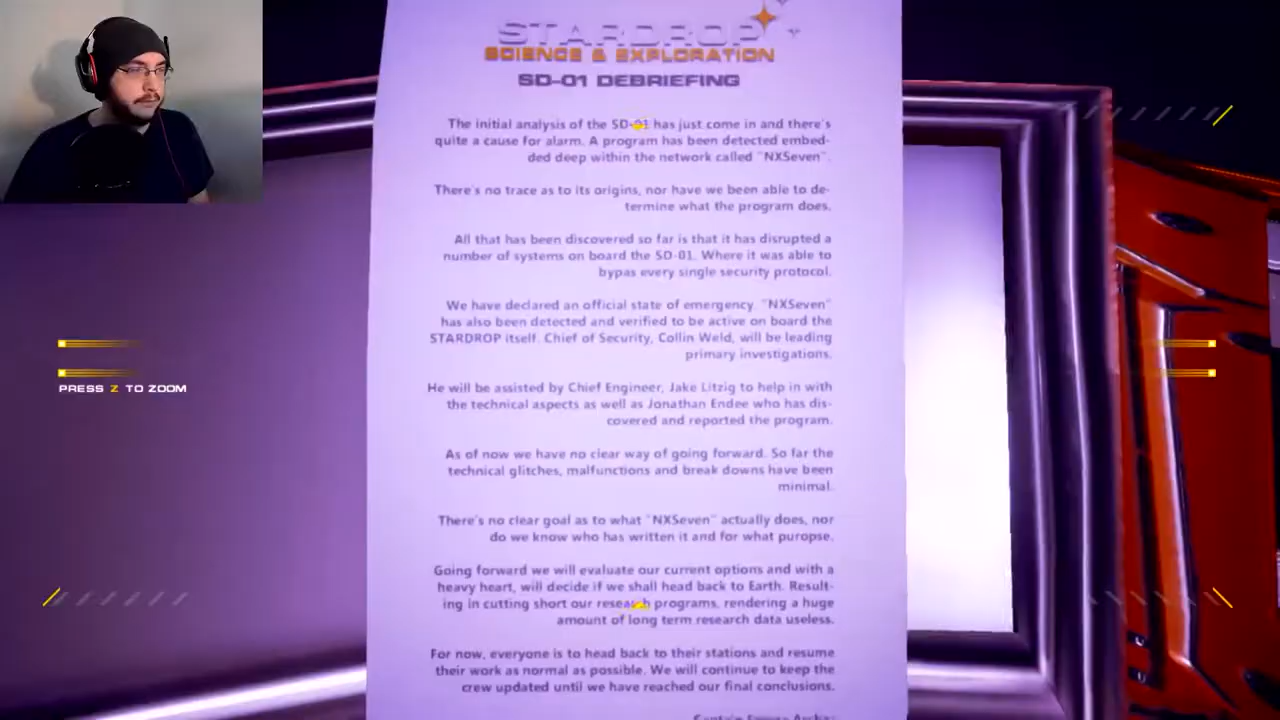 STARDROP
SCIENCE & EXPLORATION
SD-01 DEBRIEFING
The initial analysis of the SD-01 has just come in and there's
quite a cause for alarm. A program has been detected embed-
ded deep within the network called "NXSeven".
There's no trace as to its origins, nor have we been able to de-
termine what the program does.
All that has been discovered so far is that it has disrupted a
number of systems on board the SD-01. Where it was able to
bypas every single security protocol.
We have declared an official state of emergency. "NXSeven"
has also been detected and verified to be active on board the
STARDROP itself. Chief of Security, Collin Weld, will be leading
primary investigations.
He will be assisted by Chief Engineer, Jake Litzig to help in with
the technical aspects as well as Jonathan Endee who has dis-
covered and reported the program.
As of now we have no clear way of going forward. So far the
technical glitches, malfunctions and break downs have been
minimal.
There's no clear goal as to what "NXSeven" actually does, nor
do we know who has written it and for what puropse.
Going forward we will evaluate our current options and with a
heavy heart, will decide if we shall head back to Earth. Result-
ing in cutting short our research programs, rendering a huge
amount of long term research data useless.
For now, everyone is to head back to their stations and resume
their work as normal as possible. We will continue to keep the
crew updated until we have reached our final conclusions.
Captain
PRESS Z TO ZOOM